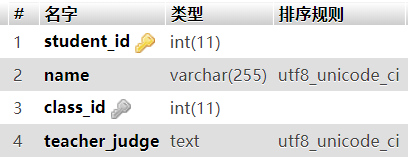 # 名字 类型 排序规则
1 student_id int(11)
2 name varchar(255) utf8_unicode_ci
3 class_id int(11)
4 teacher_judge text utf8_unicode_ci